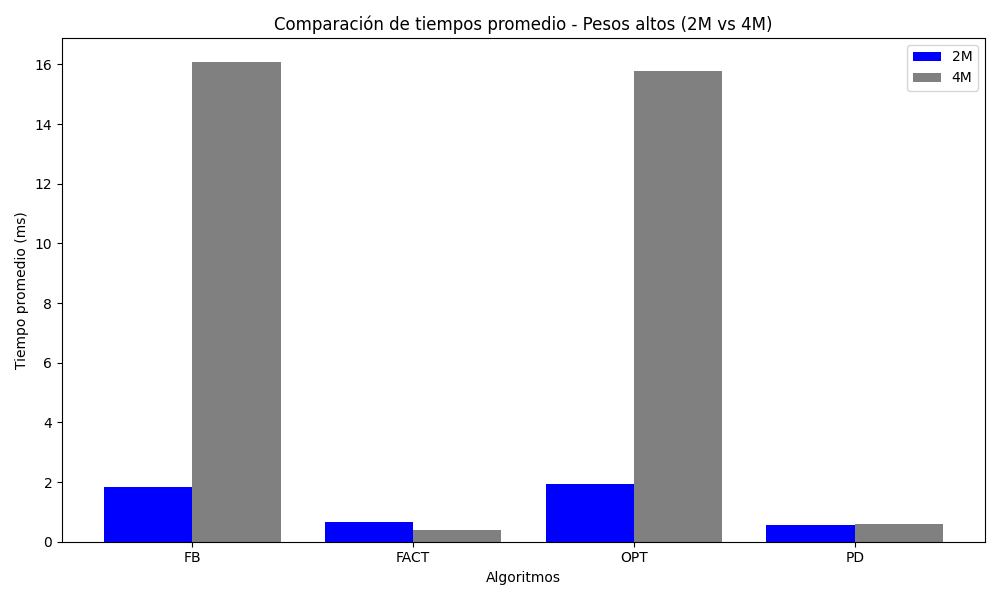 Comparación de tiempos promedio - Pesos altos (2M vs 4M)
2M
4M
Tiempo promedio (ms)
16
14
12
10
8
6
4
2
0
FB FACT OPT PD
Algoritmos